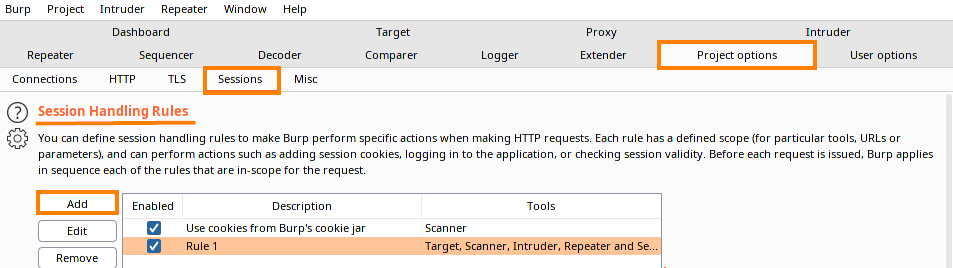 Burp Project Intruder Repeater Window Help
Dashboard Target Proxy Intruder
Repeater Sequencer Decoder Comparer Logger Extender Project options User options
Connections HTTP TLS Sessions Misc
? Session Handling Rules
You can define session handling rules to make Burp perform specific actions when making HTTP requests. Each rule has a defined scope (for particular tools, URLs or
parameters), and can perform actions such as adding session cookies, logging in to the application, or checking session validity. Before each request is issued, Burp applies
in sequence each of the rules that are in-scope for the request.
Add Enabled Description Tools
Edit Use cookies from Burp's cookie jar Scanner
Rule 1 Target, Scanner, Intruder, Repeater and Se...
Remove